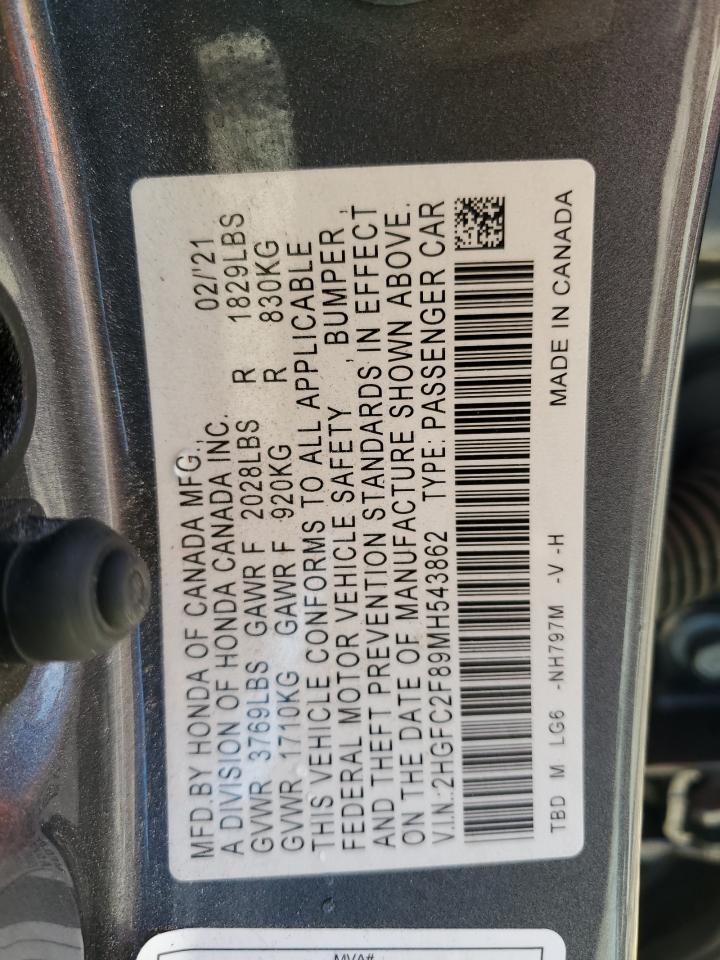 MFD.BY HONDA OF CANADA MFG., 02/'21
A DIVISION OF HONDA CANADA INC.
GVWR 3769LBS GAWR F 2028LBS R 1829LBS
GVWR 1710KG GAWR F 920KG R 830KG
THIS VEHICLE CONFORMS TO ALL APPLICABLE
FEDERAL MOTOR VEHICLE SAFETY, BUMPER,
AND THEFT PREVENTION STANDARDS IN EFFECT
ON THE DATE OF MANUFACTURE SHOWN ABOVE.
V.I.N.:2HGFC2F89MH543862 TYPE: PASSENGER CAR
TBD M LG6 -NH797M -V -H MADE IN CANADA
MVA#